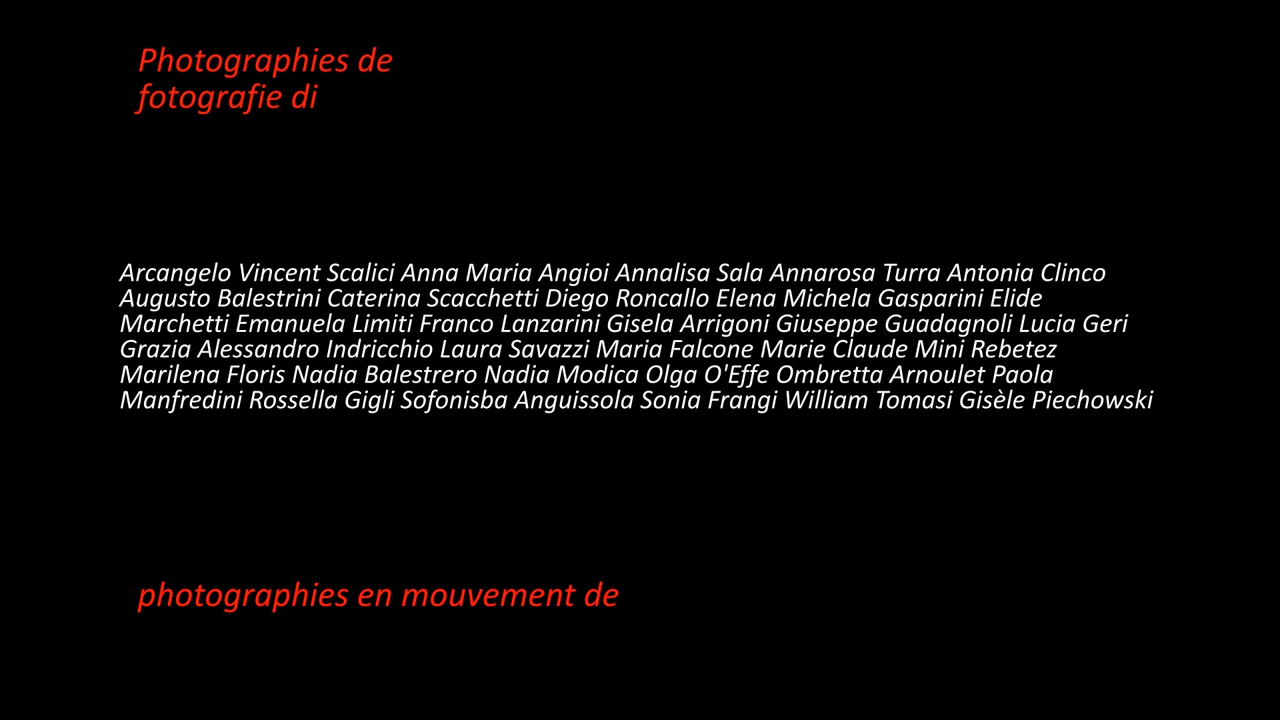 Photographies de
fotografie di
Arcangelo Vincent Scalici Anna Maria Angioi Annalisa Sala Annarosa Turra Antonia Clinco
Augusto Balestrini Caterina Scacchetti Diego Roncallo Elena Michela Gasparini Elide
Marchetti Emanuela Limiti Franco Lanzarini Gisela Arrigoni Giuseppe Guadagnoli Lucia Geri
Grazia Alessandro Indricchio Laura Savazzi Maria Falcone Marie Claude Mini Rebetez
Marilena Floris Nadia Balestrero Nadia Modica Olga O'Effe Ombretta Arnoulet Paola
Manfredini Rossella Gigli Sofonisba Anguissola Sonia Frangi William Tomasi Gisèle Piechowski
photographies en mouvement de